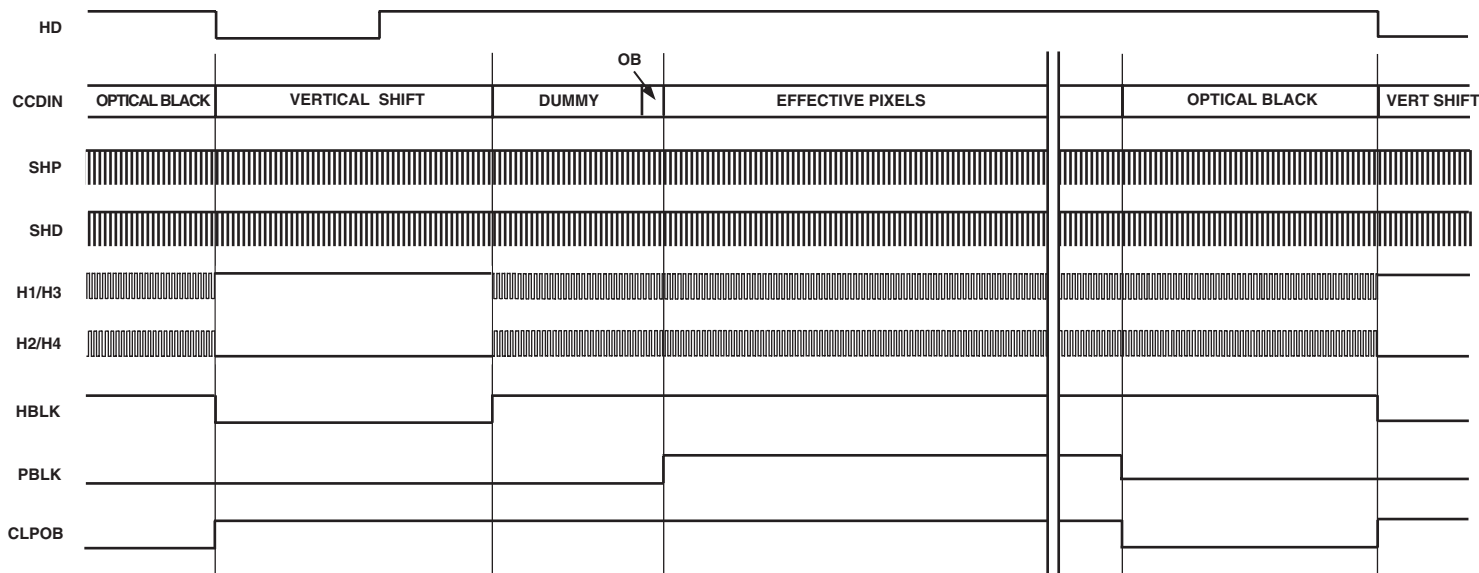 HD
OB
CCDIN OPTICAL BLACK VERTICAL SHIFT DUMMY EFFECTIVE PIXELS OPTICAL BLACK VERT SHIFT
SHP
SHD
H1/H3
H2/H4
HBLK
PBLK
CLPOB